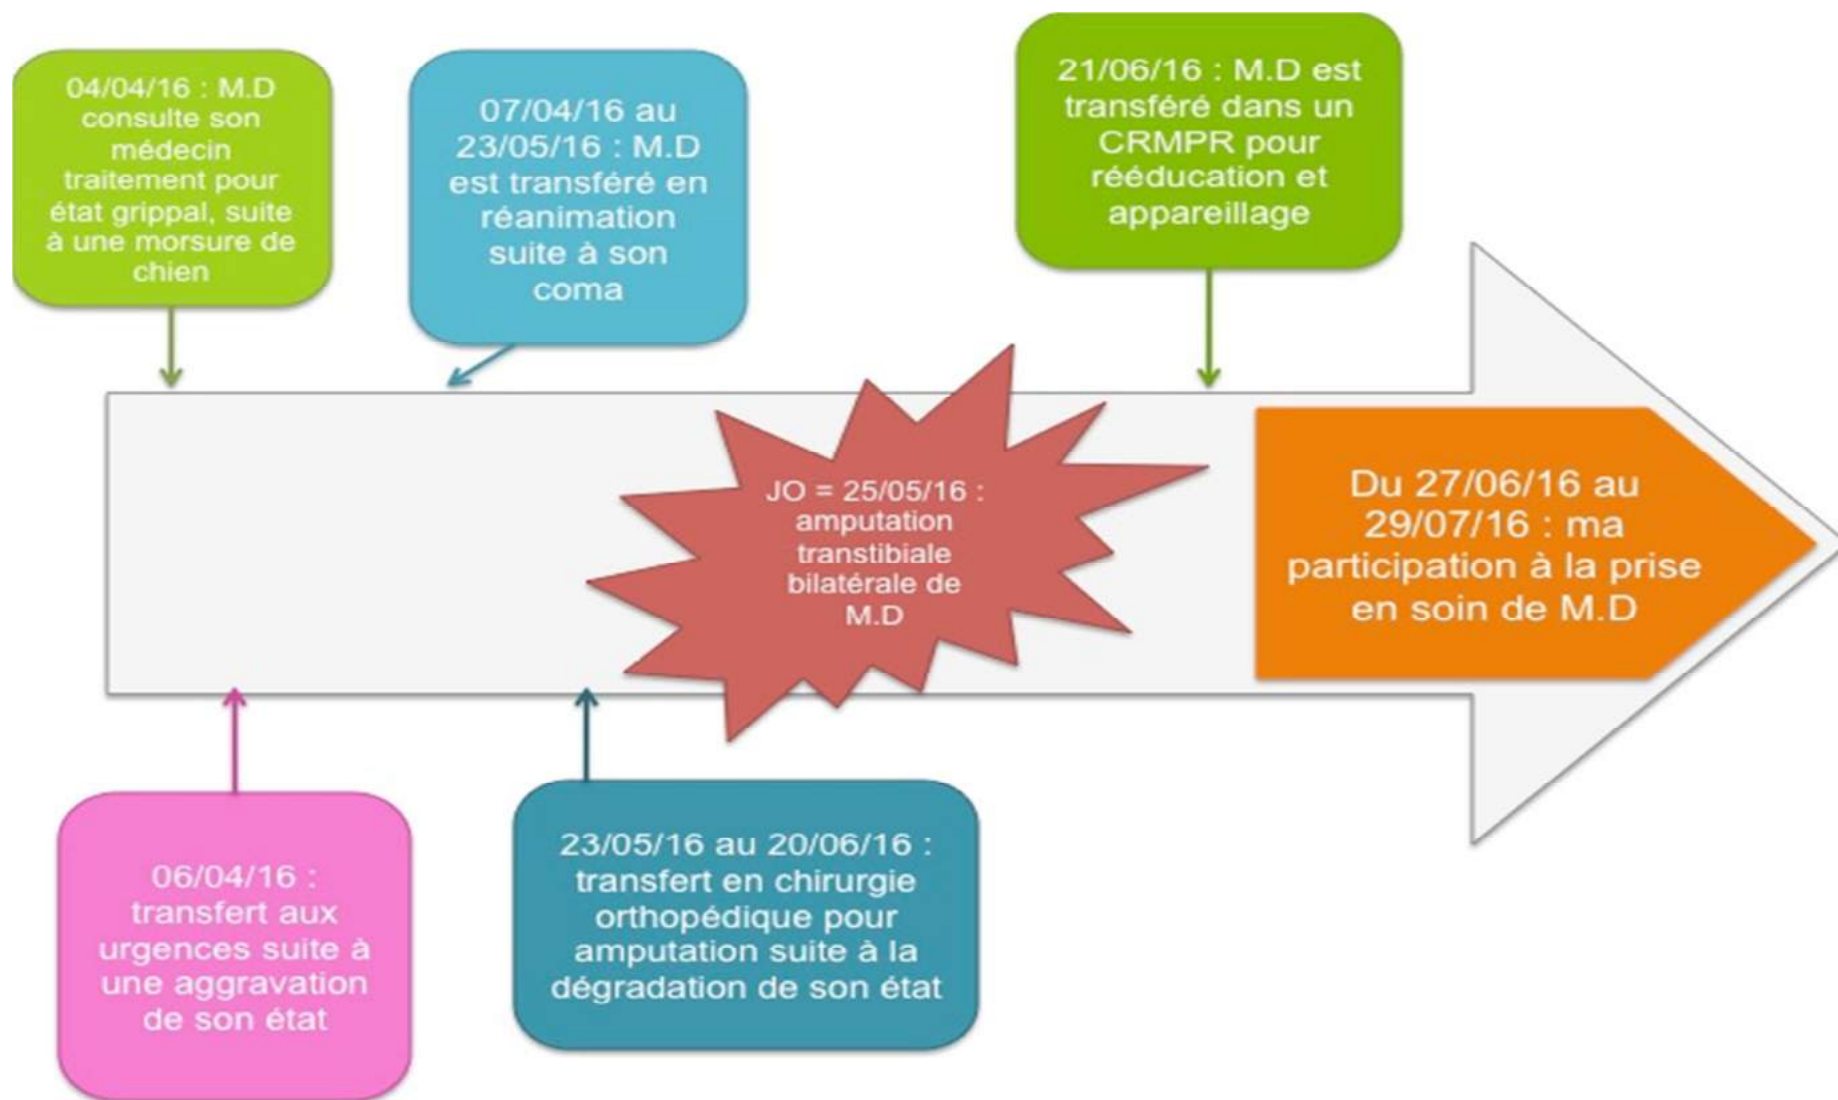 04/04/16 : M.D
consulte son
médecin
traitement pour
état grippal, suite
à une morsure de
chien
07/04/16 au
23/05/16 : M.D
est transféré en
réanimation
suite à son
coma
21/06/16 : M.D est
transféré dans un
CRMPR pour
rééducation et
appareillage
JO = 25/05/16 :
amputation
transtibiale
bilatérale de
M.D
Du 27/06/16 au
29/07/16 : ma
participation à la prise
en soin de M.D
06/04/16 :
transfert aux
urgences suite à
une aggravation
de son état
23/05/16 au 20/06/16 :
transfert en chirurgie
orthopédique pour
amputation suite à la
dégradation de son état